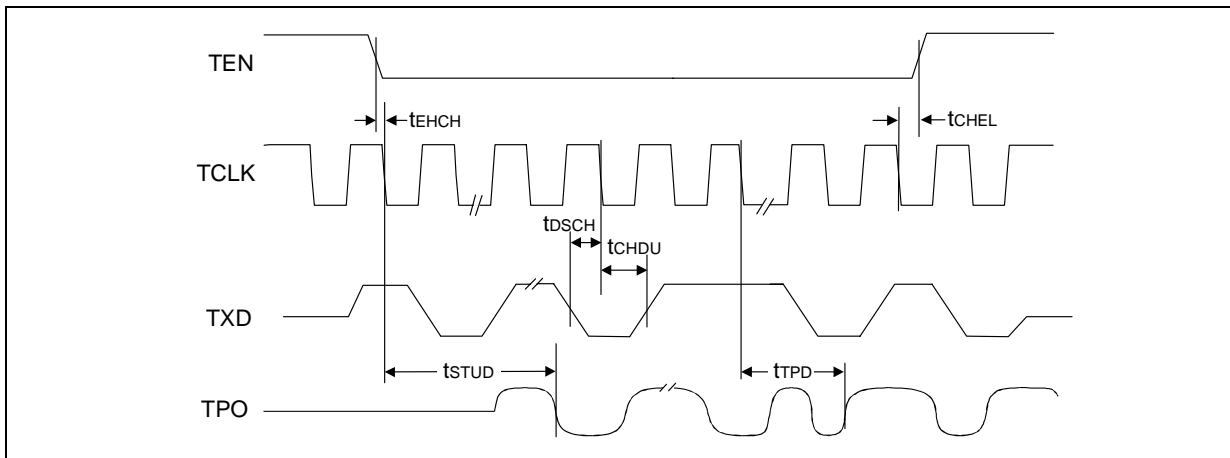 TEN
tEHCH
tCHEL
TCLK
tDSCH
tCHDU
TXD
tSTUD
tTPD
TPO